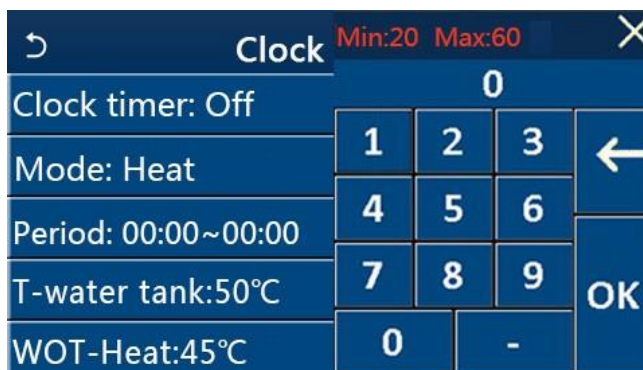 Clock
Clock timer: Off
Mode: Heat
Period: 00:00~00:00
T-water tank:50℃
WOT-Heat:45℃
Min:20 Max:60
0
1 2 3
4 5 6
7 8 9
0 -
OK